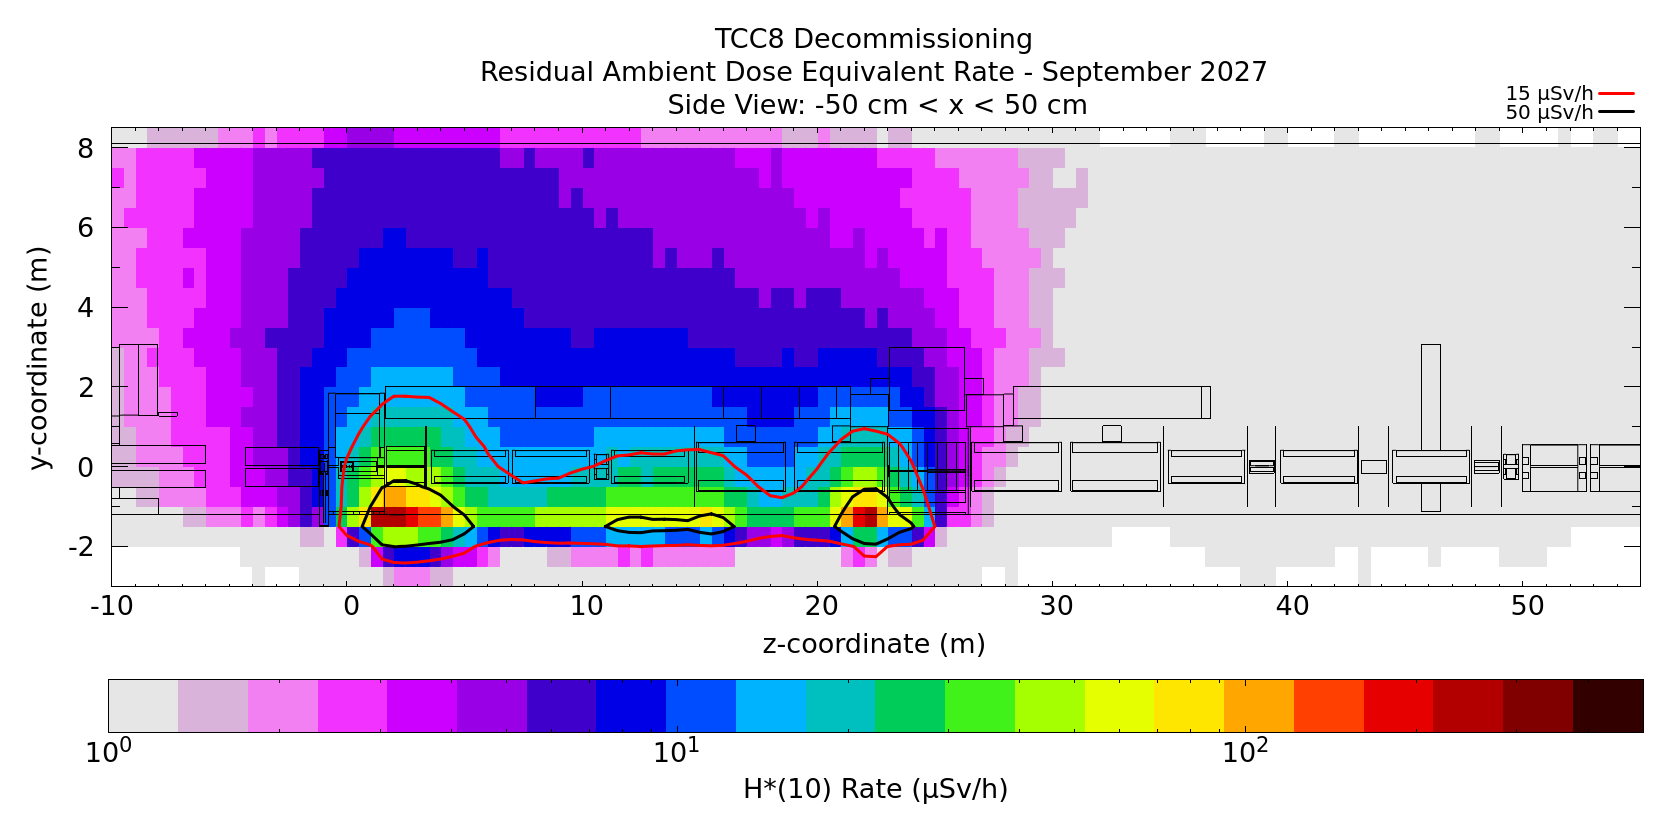 TCC8 Decommissioning
Residual Ambient Dose Equivalent Rate - September 2027
Side View: -50 cm < x < 50 cm
15 μSv/h
50 μSv/h
8
6
4
2
0
-2
y-coordinate (m)
-10 0 10 20 30 40 50
z-coordinate (m)
10⁰ 10¹ 10²
H*(10) Rate (μSv/h)